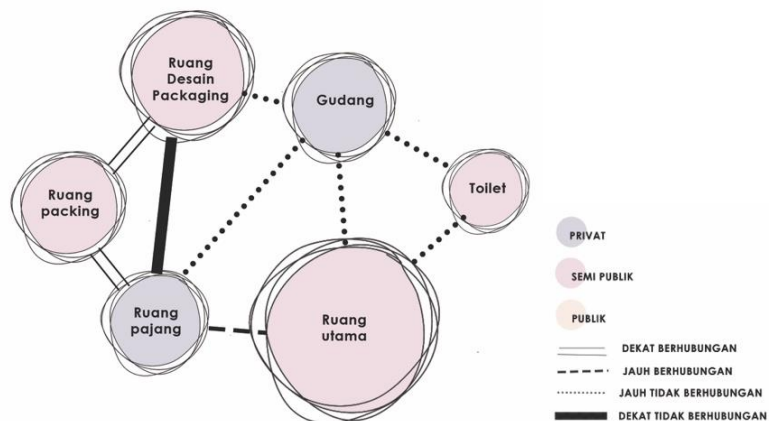 Ruang
Desain
Packaging
Gudang
Toilet
Ruang
packing
Ruang
pajang
Ruang
utama
PRIVAT
SEMI PUBLIK
PUBLIK
DEKAT BERHUBUNGAN
JAUH BERHUBUNGAN
JAUH TIDAK BERHUBUNGAN
DEKAT TIDAK BERHUBUNGAN